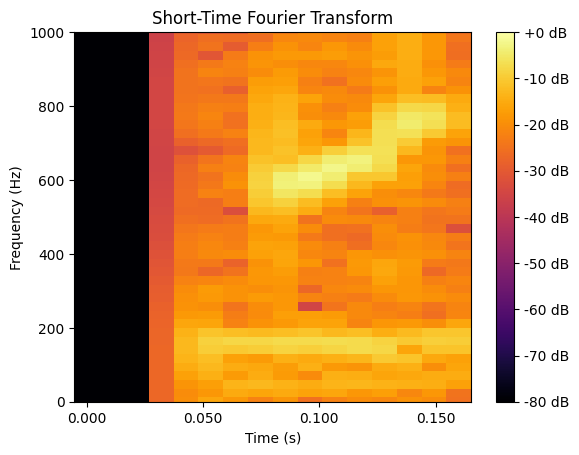 Short-Time Fourier Transform
Frequency (Hz)
1000
800
600
400
200
0
0.000 0.050 0.100 0.150
Time (s)
+0 dB
-10 dB
-20 dB
-30 dB
-40 dB
-50 dB
-60 dB
-70 dB
-80 dB